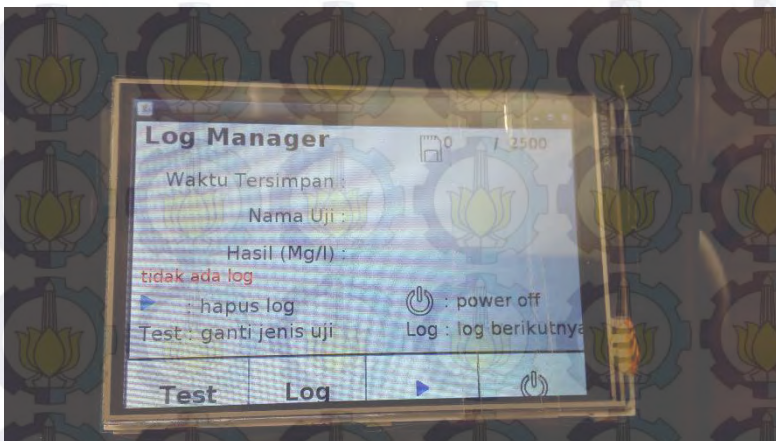 Log Manager
0 / 2500
Waktu Tersimpan :
Nama Uji :
Hasil (Mg/l) :
tidak ada log
: hapus log
: power off
Test : ganti jenis uji
Log : log berikutnya
Test
Log